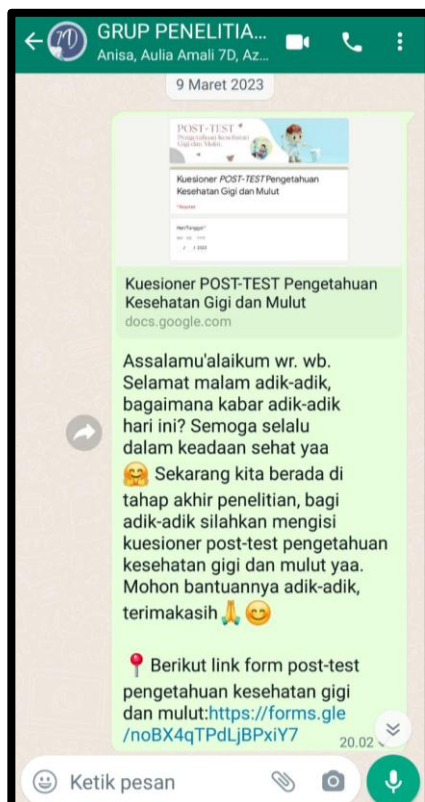 GRUP PENELITIA...
Anisa, Aulia Amali 7D, Az...
9 Maret 2023
POST-TEST
Pengetahuan Kesehatan
Gigi dan Mulut
Kuesioner POST-TEST Pengetahuan
Kesehatan Gigi dan Mulut
Kuesioner POST-TEST Pengetahuan
Kesehatan Gigi dan Mulut
docs.google.com
Assalamu'alaikum wr. wb.
Selamat malam adik-adik,
bagaimana kabar adik-adik
hari ini? Semoga selalu
dalam keadaan sehat yaa
🤗 Sekarang kita berada di
tahap akhir penelitian, bagi
adik-adik silahkan mengisi
kuesioner post-test pengetahuan
kesehatan gigi dan mulut yaa.
Mohon bantuannya adik-adik,
terimakasih🙏😊
📍 Berikut link form post-test
pengetahuan kesehatan gigi
dan mulut:https://forms.gle
/noBX4qTPdLjBPxiY7
20.02
Ketik pesan